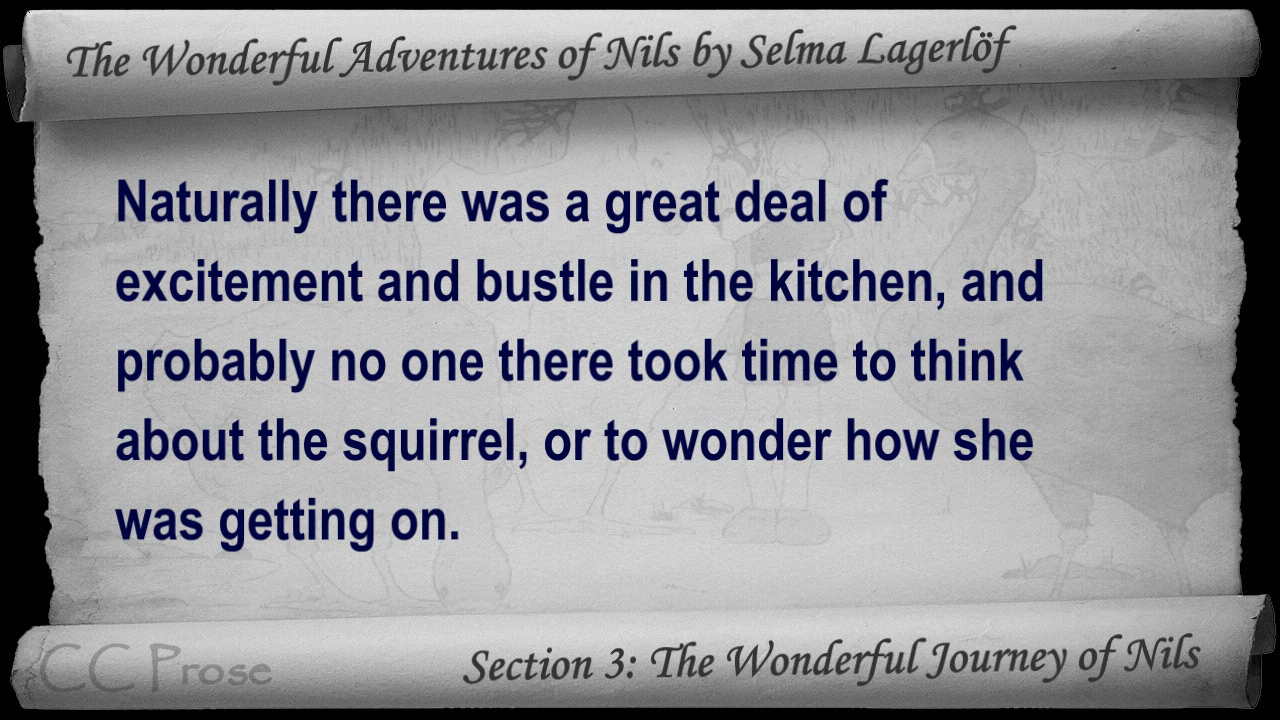 The Wonderful Adventures of Nils by Selma Lagerlöf
Naturally there was a great deal of
excitement and bustle in the kitchen, and
probably no one there took time to think
about the squirrel, or to wonder how she
was getting on.
CC Prose
Section 3: The Wonderful Journey of Nils